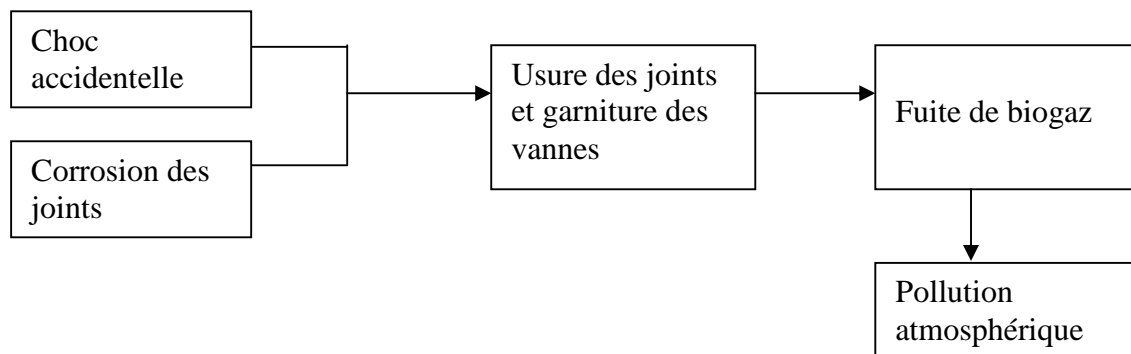 Choc
accidentelle
Corrosion des
joints
Usure des joints
et garniture des
vannes
Fuite de biogaz
Pollution
atmosphérique